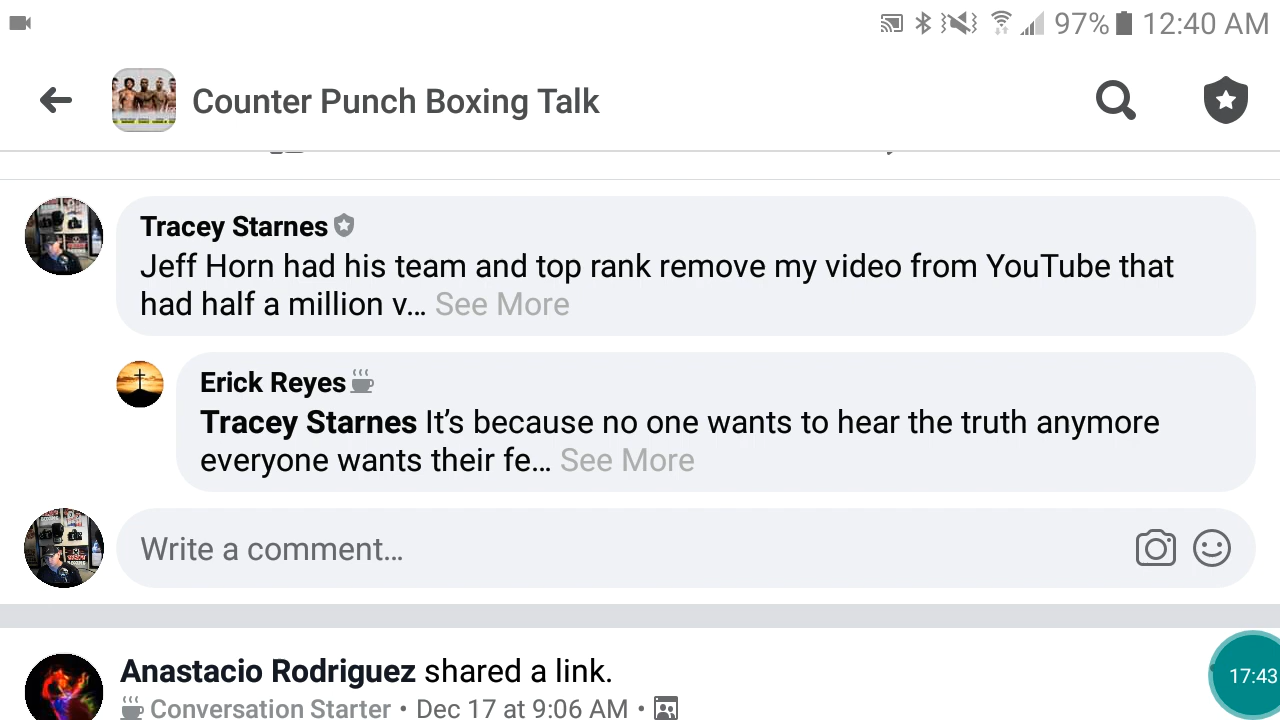 97% 12:40 AM
Counter Punch Boxing Talk
Tracey Starnes
Jeff Horn had his team and top rank remove my video from YouTube that
had half a million v... See More
Erick Reyes
Tracey Starnes It’s because no one wants to hear the truth anymore
everyone wants their fe... See More
Write a comment...
Anastacio Rodriguez shared a link.
Conversation Starter • Dec 17 at 9:06 AM •
17:43